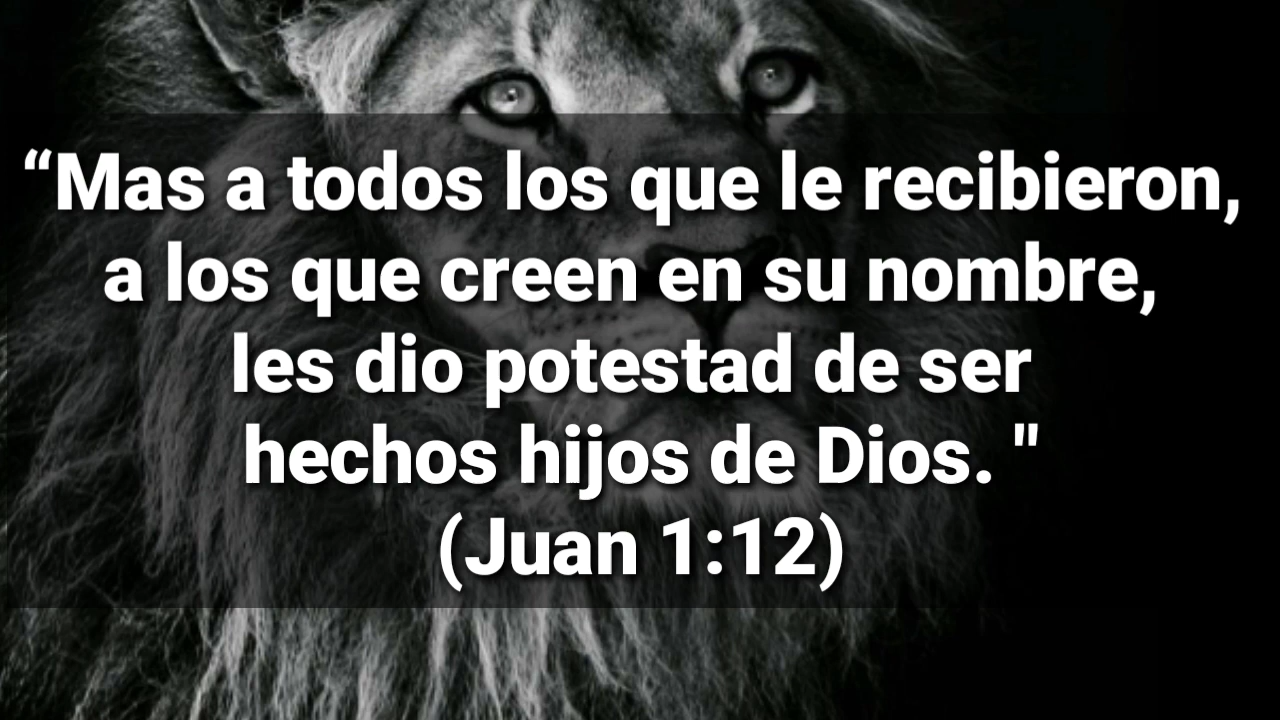 “Mas a todos los que le recibieron,
a los que creen en su nombre,
les dio potestad de ser
hechos hijos de Dios. "
(Juan 1:12)